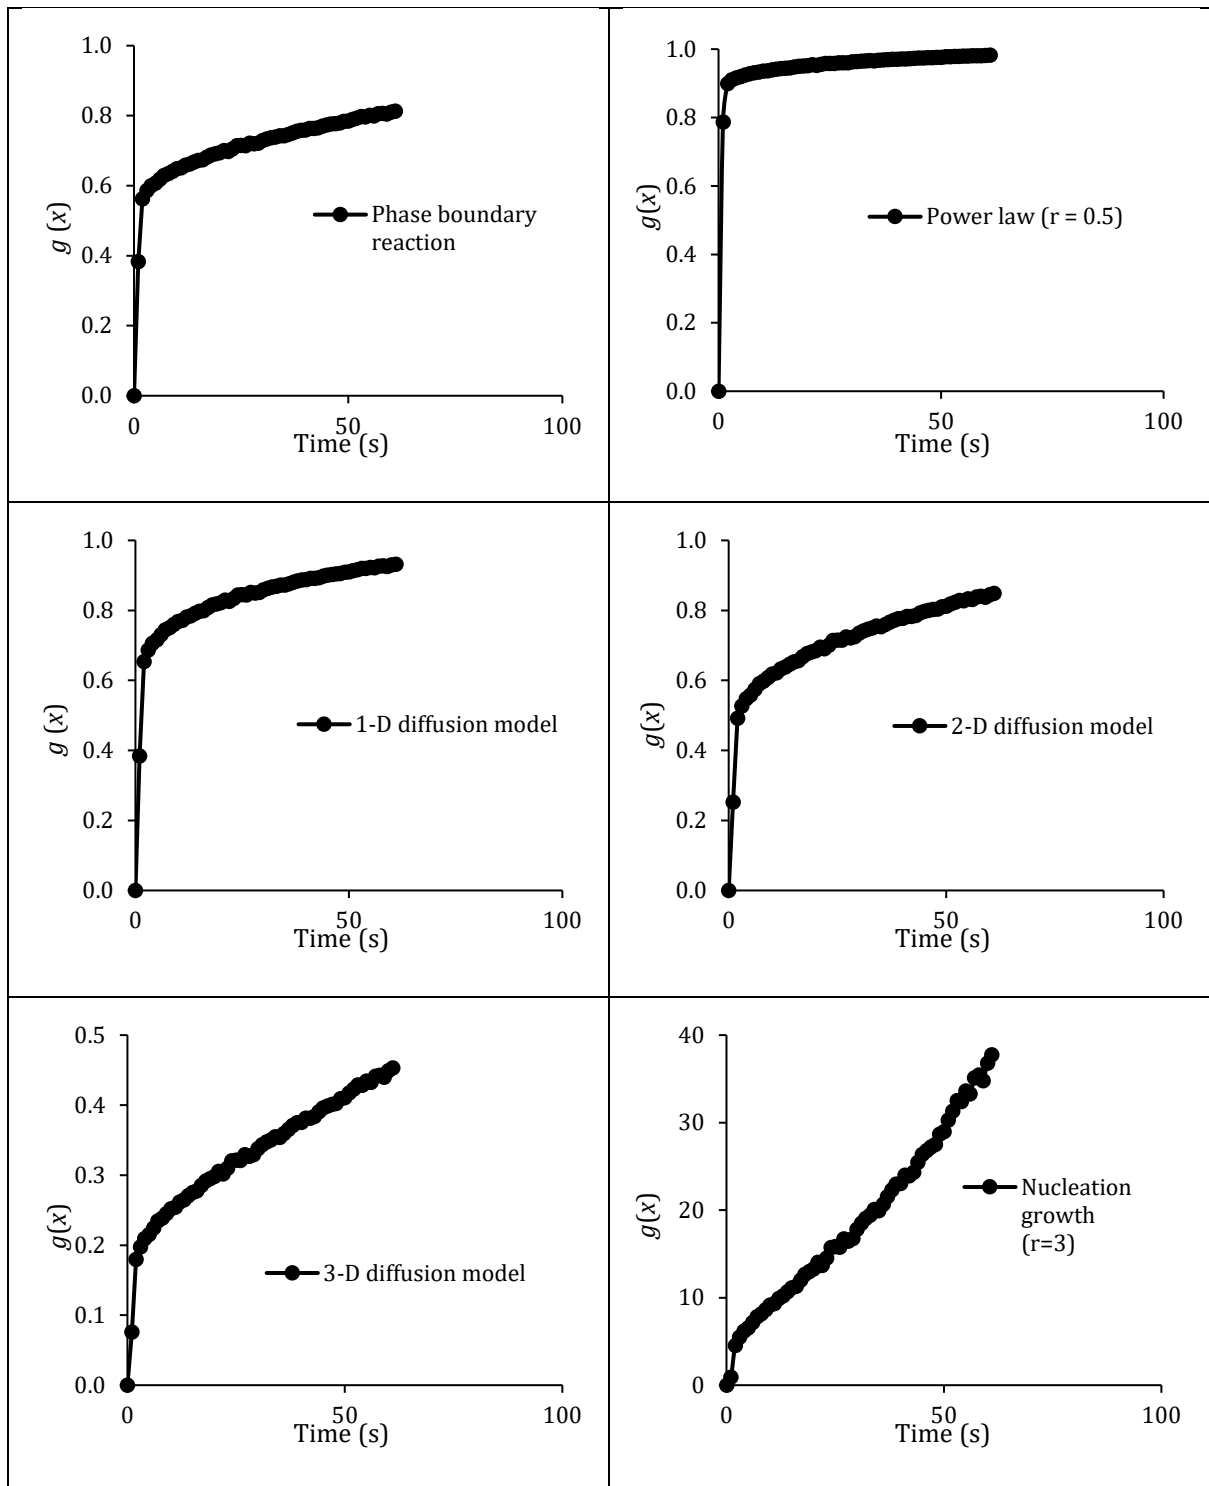 1.0
0.8
0.6
0.4
0.2
0.0
g (x)
Phase boundary
reaction
0 50 100
Time (s)
1.0
0.8
0.6
0.4
0.2
0.0
g(x)
Power law (r = 0.5)
0 50 100
Time (s)
1.0
0.8
0.6
0.4
0.2
0.0
g (x)
1-D diffusion model
0 50 100
Time (s)
1.0
0.8
0.6
0.4
0.2
0.0
g(x)
2-D diffusion model
0 50 100
Time (s)
0.5
0.4
0.3
0.2
0.1
0.0
g(x)
3-D diffusion model
0 50 100
Time (s)
40
30
20
10
0
g(x)
Nucleation
growth
(r=3)
0 50 100
Time (s)